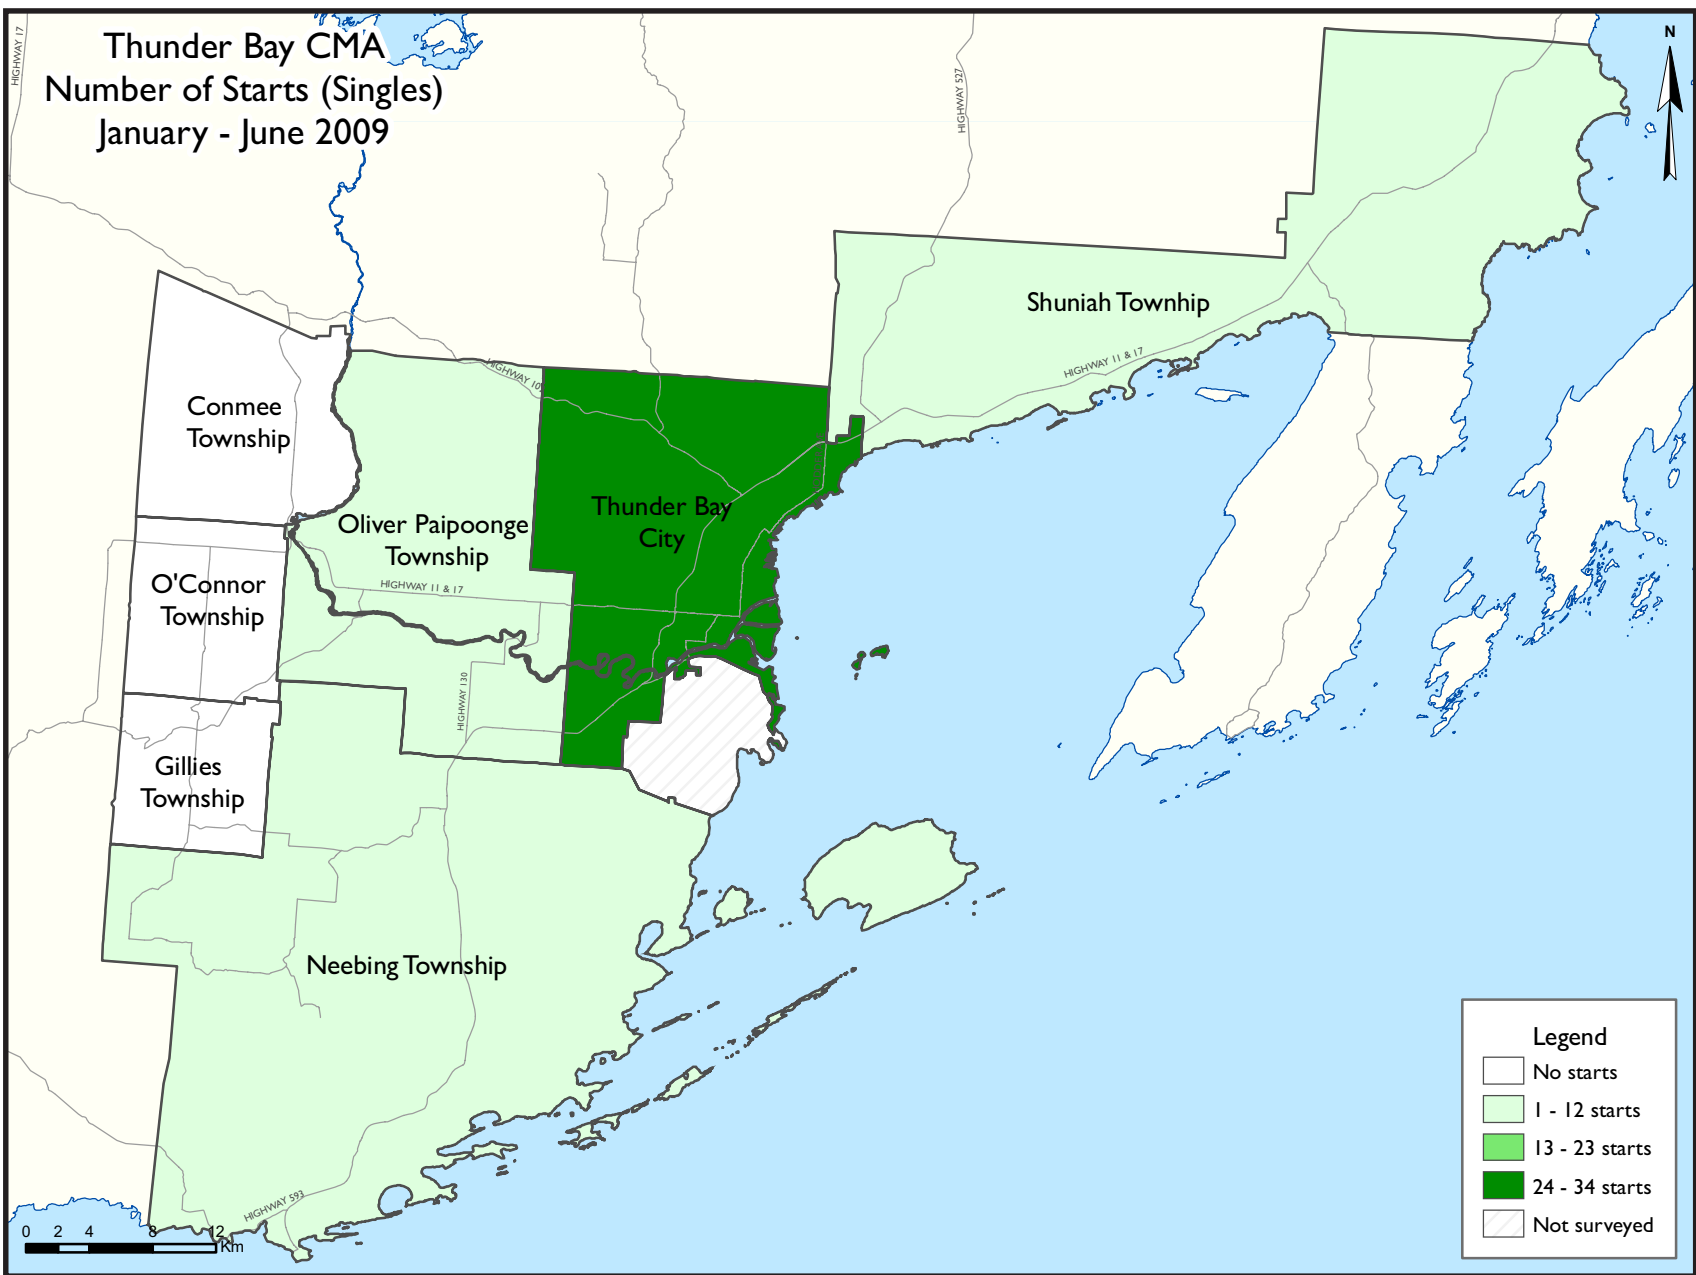 Thunder Bay CMA
Number of Starts (Singles)
January - June 2009
HIGHWAY 17
HIGHWAY 527
N
Shuniah Townhip
HIGHWAY 11 & 17
HIGHWAY 10
Conmee
Township
Thunder Bay
City
Oliver Paipoonge
Township
O'Connor
Township
HIGHWAY 11 & 17
HIGHWAY 130
Gillies
Township
Neebing Township
HIGHWAY 593
0 2 4 8 12
Km
Legend
No starts
1 - 12 starts
13 - 23 starts
24 - 34 starts
Not surveyed